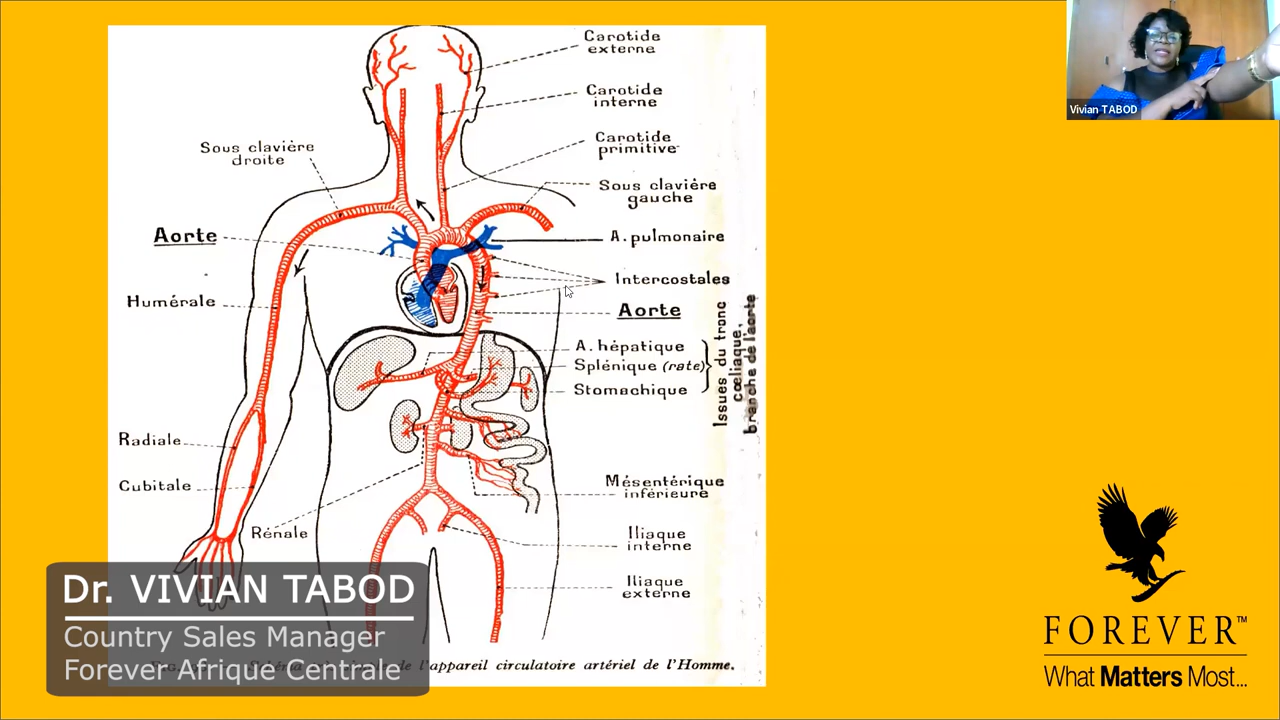 Carotide
externe
Carotide
interne
Carotide
primitive
Sous clavière
droite
Sous clavière
gauche
Aorte
A. pulmonaire
Intercostales
Humérale
Aorte
A. hépatique
Splénique (rate)
Stomachique
Issues du tronc
cœliaque,
branche de l'aorte
Radiale
Cubitale
Mésentérique
inférieure
Rénale
Iliaque
interne
Iliaque
externe
de l'appareil circulatoire artériel de l'Homme.
Dr. VIVIAN TABOD
Country Sales Manager
Forever Afrique Centrale
Vivian TABOD
FOREVER™
What Matters Most...